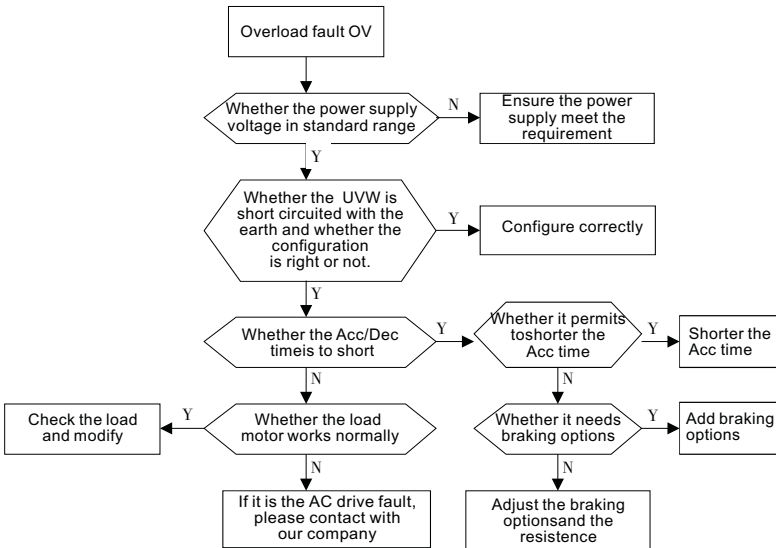 Overload fault OV
Whether the power supply
voltage in standard range
N
Ensure the power
supply meet the
requirement
Y
Whether the UVW is
short circuited with the
earth and whether the
configuration
is right or not.
Y
Configure correctly
Y
Whether the Acc/Dec
timeis to short
Y
Whether it permits
toshorter the
Acc time
Y
Shorter the
Acc time
N
N
Check the load
and modify
Y
Whether the load
motor works normally
Whether it needs
braking options
Y
Add braking
options
N
N
If it is the AC drive fault,
please contact with
our company
Adjust the braking
optionsand the
resistence